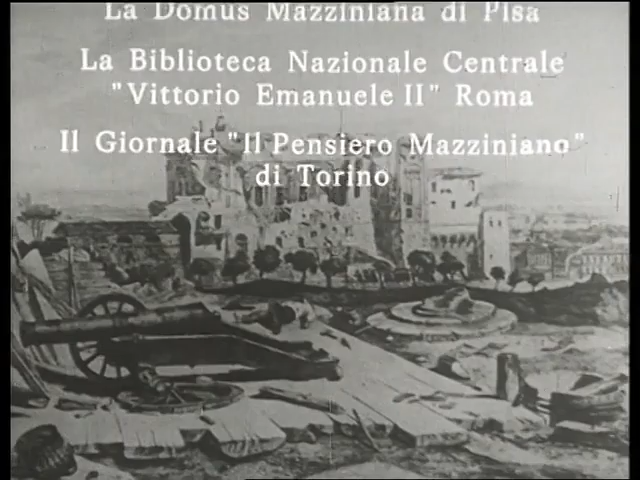 La Domus Mazziniana di Pisa
La Biblioteca Nazionale Centrale
"Vittorio Emanuele II" Roma
Il Giornale "Il Pensiero Mazziniano"
di Torino